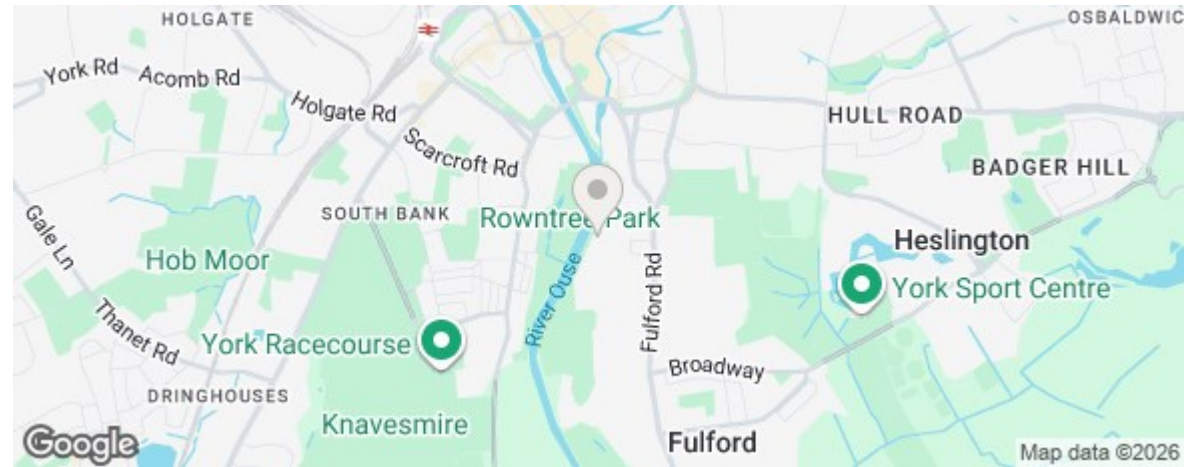 HOLGATE
OSBALDWIC
York Rd
Acomb Rd
Holgate Rd
HULL ROAD
Scarcroft Rd
BADGER HILL
SOUTH BANK
Rowntree Park
Gale Ln
Hob Moor
Heslington
River Ouse
Fulford Rd
York Sport Centre
Thanet Rd
York Racecourse
Broadway
DRINGHOUSES
Knavesmire
Fulford
Google
Map data ©2026